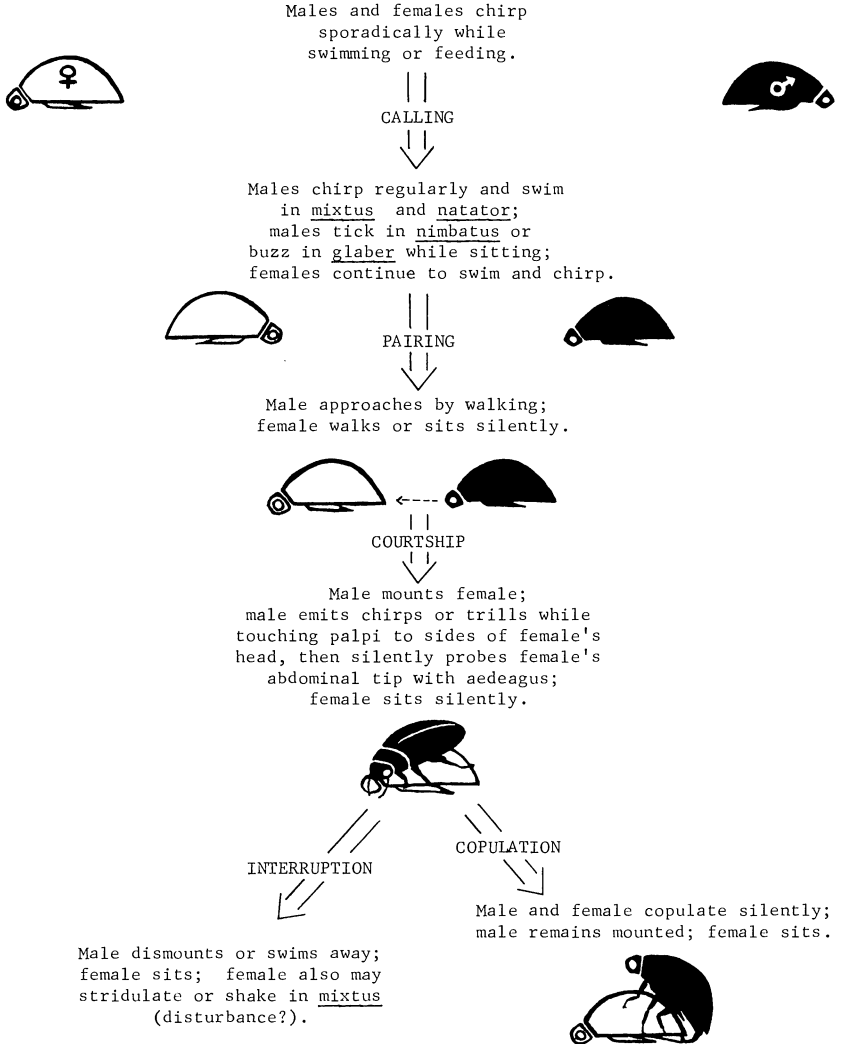 Males and females chirp
sporadically while
swimming or feeding.
♀
♂
CALLING
Males chirp regularly and swim
in mixtus and natator;
males tick in nimbatus or
buzz in glaber while sitting;
females continue to swim and chirp.
PAIRING
Male approaches by walking;
female walks or sits silently.
COURTSHIP
Male mounts female;
male emits chirps or trills while
touching palpi to sides of female's
head, then silently probes female's
abdominal tip with aedeagus;
female sits silently.
INTERRUPTION
COPULATION
Male dismounts or swims away;
female sits; female also may
stridulate or shake in mixtus
(disturbance?).
Male and female copulate silently;
male remains mounted; female sits.